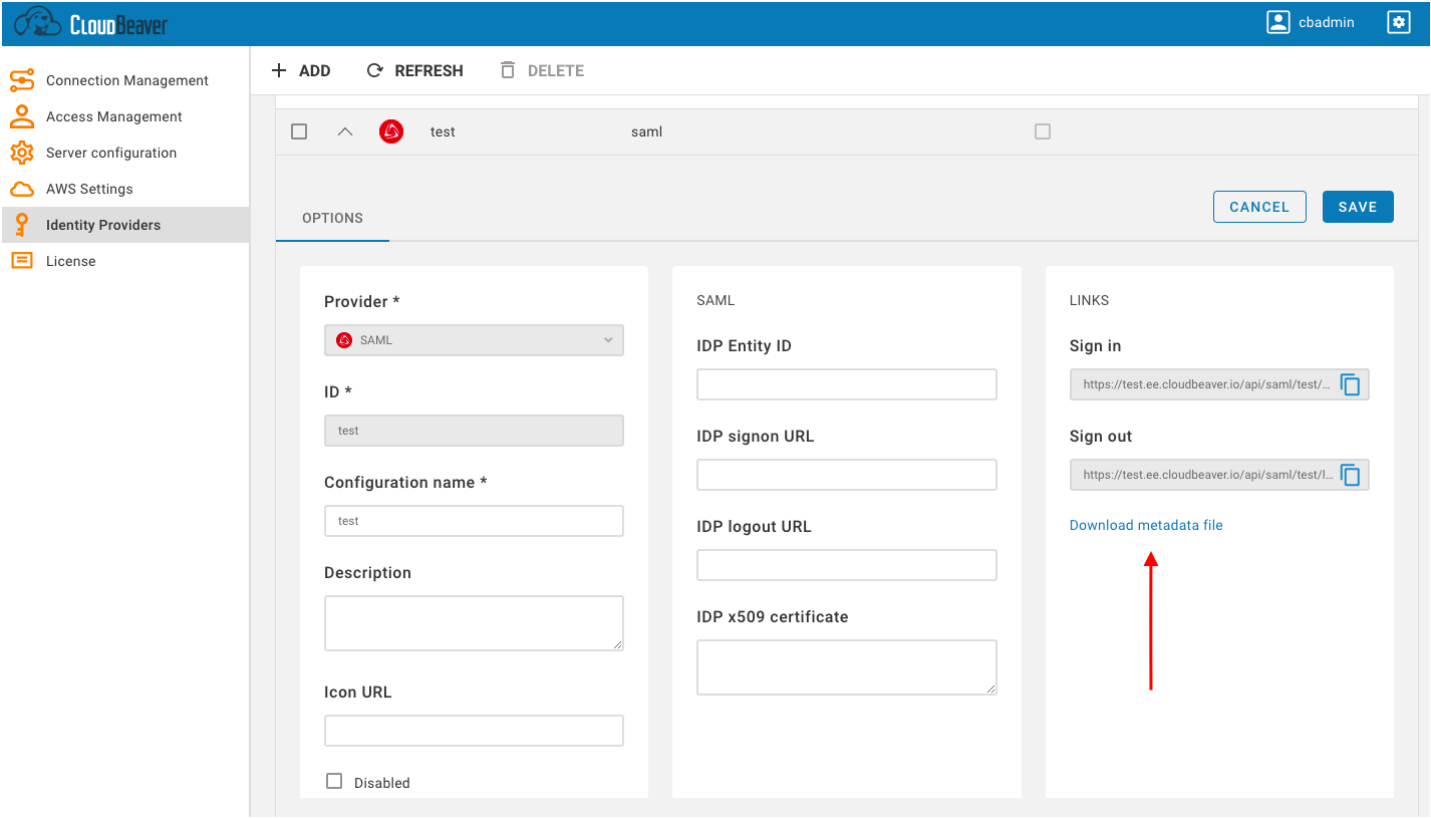 CloudBeaver
cbadmin
Connection Management
Access Management
Server configuration
AWS Settings
Identity Providers
License
ADD
REFRESH
DELETE
test
saml
OPTIONS
CANCEL
SAVE
Provider *
SAML
ID *
test
Configuration name *
test
Description
Icon URL
Disabled
SAML
IDP Entity ID
IDP signon URL
IDP logout URL
IDP x509 certificate
LINKS
Sign in
https://test.ee.cloudbeaver.io/api/saml/test/...
Sign out
https://test.ee.cloudbeaver.io/api/saml/test/l...
Download metadata file